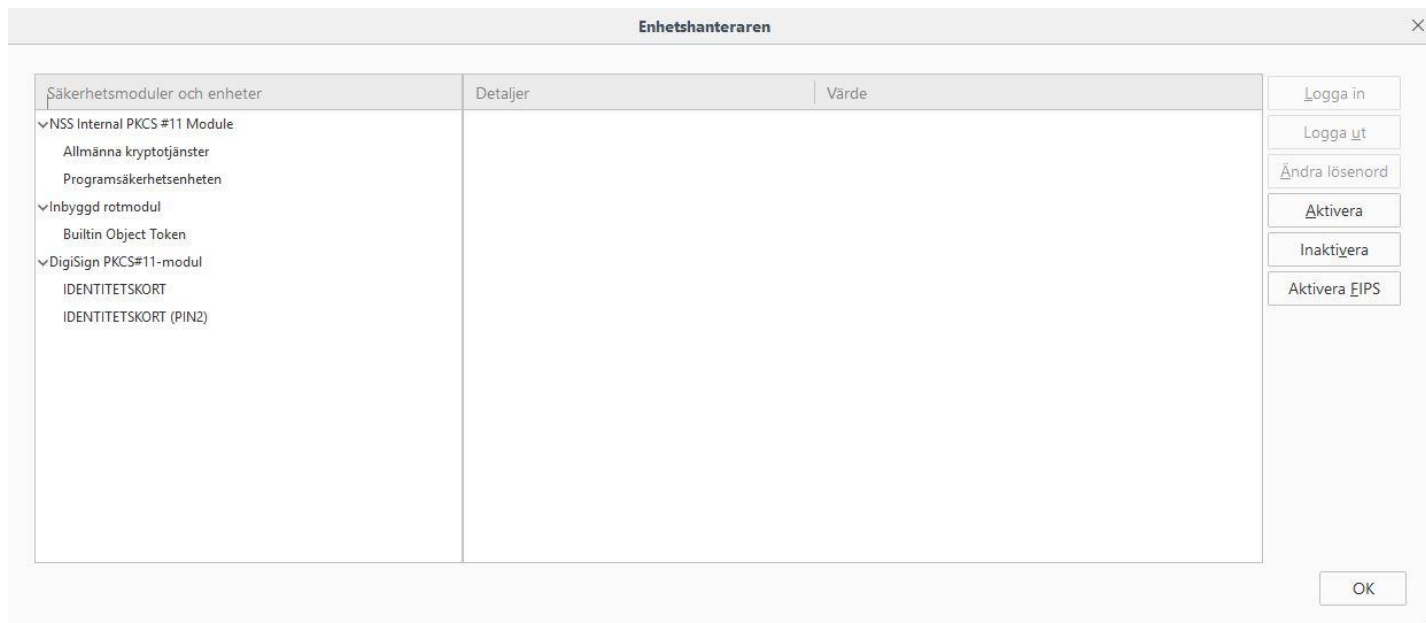 Enhetshanteraren
Säkerhetsmoduler och enheter
Detaljer
Värde
NSS Internal PKCS #11 Module
Allmänna kryptotjänster
Programsäkerhetsenheten
Inbyggd rotmodul
Builtin Object Token
DigiSign PKCS#11-modul
IDENTITETSKORT
IDENTITETSKORT (PIN2)
Logga in
Logga ut
Ändra lösenord
Aktivera
Inaktivera
Aktivera FIPS
OK